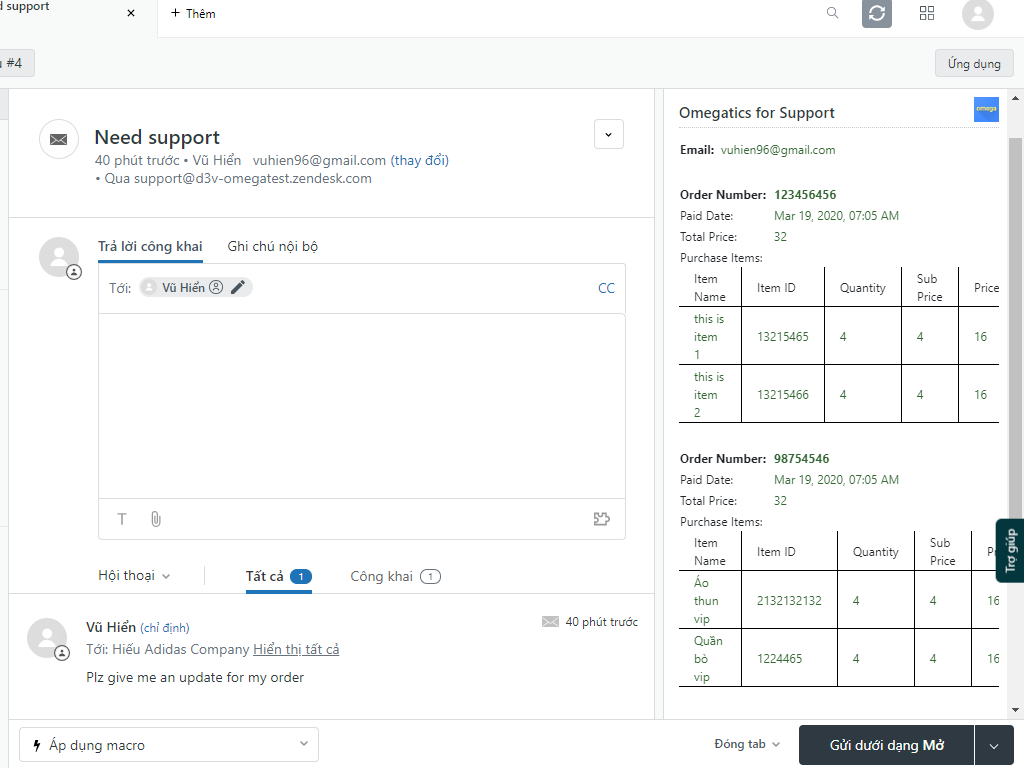 support
+ Thêm
#4
Ứng dụng
Need support
40 phút trước • Vũ Hiển vuhien96@gmail.com (thay đổi)
• Qua support@d3v-omegatest.zendesk.com
Trả lời công khai Ghi chú nội bộ
Tới: Vũ Hiển CC
T
Hội thoại Tất cả 1 Công khai 1
Vũ Hiển (chỉ định) 40 phút trước
Tới: Hiếu Adidas Company Hiển thị tất cả
Plz give me an update for my order
Áp dụng macro
Đóng tab
Gửi dưới dạng Mở
Omegatics for Support
omega
Email: vuhien96@gmail.com
Order Number: 123456456
Paid Date: Mar 19, 2020, 07:05 AM
Total Price: 32
Purchase Items:
Item Name Item ID Quantity Sub Price Price
this is item 1 13215465 4 4 16
this is item 2 13215466 4 4 16
Order Number: 98754546
Paid Date: Mar 19, 2020, 07:05 AM
Total Price: 32
Purchase Items:
Item Name Item ID Quantity Sub Price
Áo thun vip 2132132132 4 4 16
Quần bò vip 1224465 4 4 16
Trợ giúp